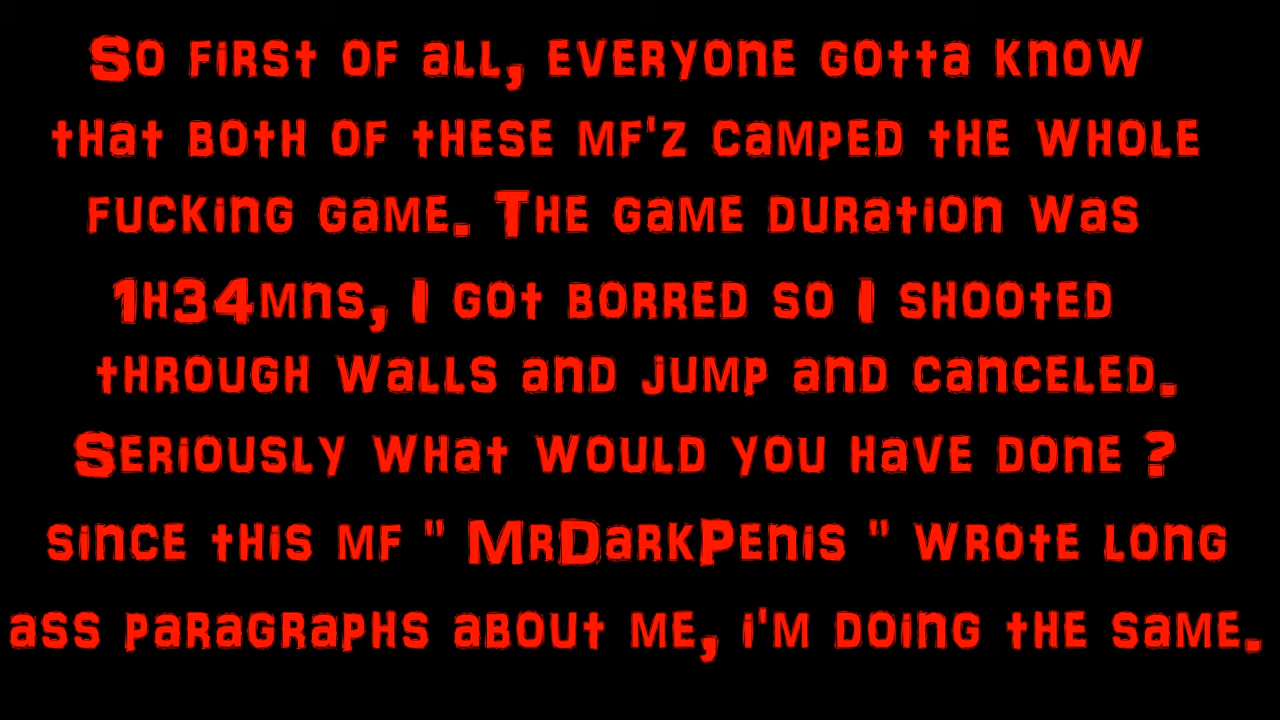 So first of all, everyone gotta know
that both of these mf'z camped the whole
fucking game. The game duration was
1h34mns, I got borred so I shooted
through walls and jump and canceled.
Seriously what would you have done ?
since this mf " MrDarkPenis " wrote long
ass paragraphs about me, i'm doing the same.